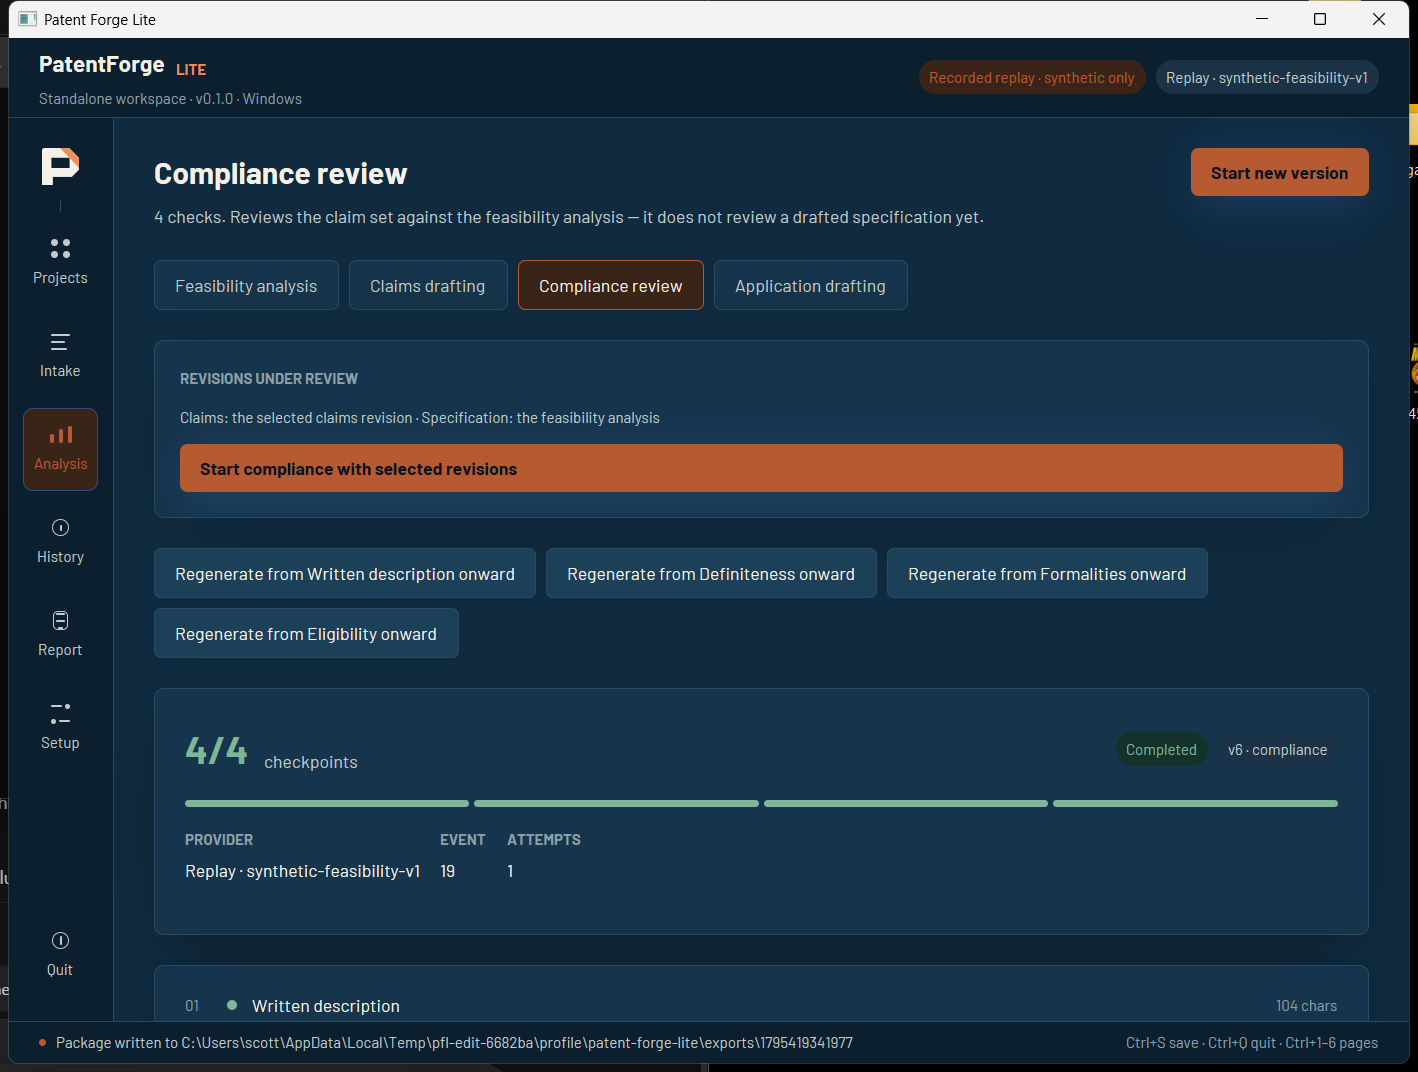 Patent Forge Lite
PatentForge LITE
Standalone workspace · v0.1.0 · Windows
Recorded replay · synthetic only
Replay · synthetic-feasibility-v1
Projects
Intake
Analysis
History
Report
Setup
Quit
Compliance review
Start new version
4 checks. Reviews the claim set against the feasibility analysis — it does not review a drafted specification yet.
Feasibility analysis
Claims drafting
Compliance review
Application drafting
REVISIONS UNDER REVIEW
Claims: the selected claims revision · Specification: the feasibility analysis
Start compliance with selected revisions
Regenerate from Written description onward
Regenerate from Definiteness onward
Regenerate from Formalities onward
Regenerate from Eligibility onward
4/4 checkpoints
Completed
v6 · compliance
PROVIDER EVENT ATTEMPTS
Replay · synthetic-feasibility-v1 19 1
01 Written description 104 chars
Package written to C:\Users\scott\AppData\Local\Temp\pfl-edit-6682ba\profile\patent-forge-lite\exports\1795419341977
Ctrl+S save · Ctrl+Q quit · Ctrl+1–6 pages